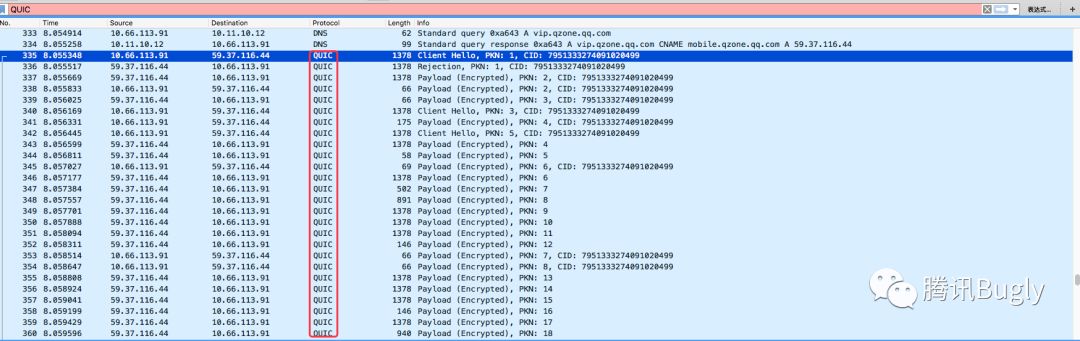 QUIC 表达式… +
No. Time Source Destination Protocol Length Info
333 8.054914 10.66.113.91 10.11.10.12 DNS 62 Standard query 0xa643 A vip.qzone.qq.com
334 8.055258 10.11.10.12 10.66.113.91 DNS 99 Standard query response 0xa643 A vip.qzone.qq.com CNAME mobile.qzone.qq.com A 59.37.116.44
335 8.055348 10.66.113.91 59.37.116.44 QUIC 1378 Client Hello, PKN: 1, CID: 7951333274091020499
336 8.055517 59.37.116.44 10.66.113.91 QUIC 1378 Rejection, PKN: 1, CID: 7951333274091020499
337 8.055669 10.66.113.91 59.37.116.44 QUIC 1378 Payload (Encrypted), PKN: 2, CID: 7951333274091020499
338 8.055833 10.66.113.91 59.37.116.44 QUIC 66 Payload (Encrypted), PKN: 2, CID: 7951333274091020499
339 8.056025 10.66.113.91 59.37.116.44 QUIC 66 Payload (Encrypted), PKN: 3, CID: 7951333274091020499
340 8.056169 10.66.113.91 59.37.116.44 QUIC 1378 Client Hello, PKN: 3, CID: 7951333274091020499
341 8.056331 10.66.113.91 59.37.116.44 QUIC 175 Payload (Encrypted), PKN: 4, CID: 7951333274091020499
342 8.056445 10.66.113.91 59.37.116.44 QUIC 1378 Client Hello, PKN: 5, CID: 7951333274091020499
343 8.056599 59.37.116.44 10.66.113.91 QUIC 1378 Payload (Encrypted), PKN: 4
344 8.056811 59.37.116.44 10.66.113.91 QUIC 58 Payload (Encrypted), PKN: 5
345 8.057027 10.66.113.91 59.37.116.44 QUIC 69 Payload (Encrypted), PKN: 6, CID: 7951333274091020499
346 8.057177 59.37.116.44 10.66.113.91 QUIC 1378 Payload (Encrypted), PKN: 6
347 8.057384 59.37.116.44 10.66.113.91 QUIC 502 Payload (Encrypted), PKN: 7
348 8.057557 59.37.116.44 10.66.113.91 QUIC 891 Payload (Encrypted), PKN: 8
349 8.057701 59.37.116.44 10.66.113.91 QUIC 1378 Payload (Encrypted), PKN: 9
350 8.057888 59.37.116.44 10.66.113.91 QUIC 1378 Payload (Encrypted), PKN: 10
351 8.058094 59.37.116.44 10.66.113.91 QUIC 1378 Payload (Encrypted), PKN: 11
352 8.058311 59.37.116.44 10.66.113.91 QUIC 146 Payload (Encrypted), PKN: 12
353 8.058514 10.66.113.91 59.37.116.44 QUIC 66 Payload (Encrypted), PKN: 7, CID: 7951333274091020499
354 8.058647 10.66.113.91 59.37.116.44 QUIC 66 Payload (Encrypted), PKN: 8, CID: 7951333274091020499
355 8.058808 59.37.116.44 10.66.113.91 QUIC 1378 Payload (Encrypted), PKN: 13
356 8.058924 59.37.116.44 10.66.113.91 QUIC 1378 Payload (Encrypted), PKN: 14
357 8.059041 59.37.116.44 10.66.113.91 QUIC 1378 Payload (Encrypted), PKN: 15
358 8.059199 59.37.116.44 10.66.113.91 QUIC 146 Payload (Encrypted), PKN: 16
359 8.059429 59.37.116.44 10.66.113.91 QUIC 1378 Payload (Encrypted), PKN: 17
360 8.059596 59.37.116.44 10.66.113.91 QUIC 940 Payload (Encrypted), PKN: 18
腾讯Bugly